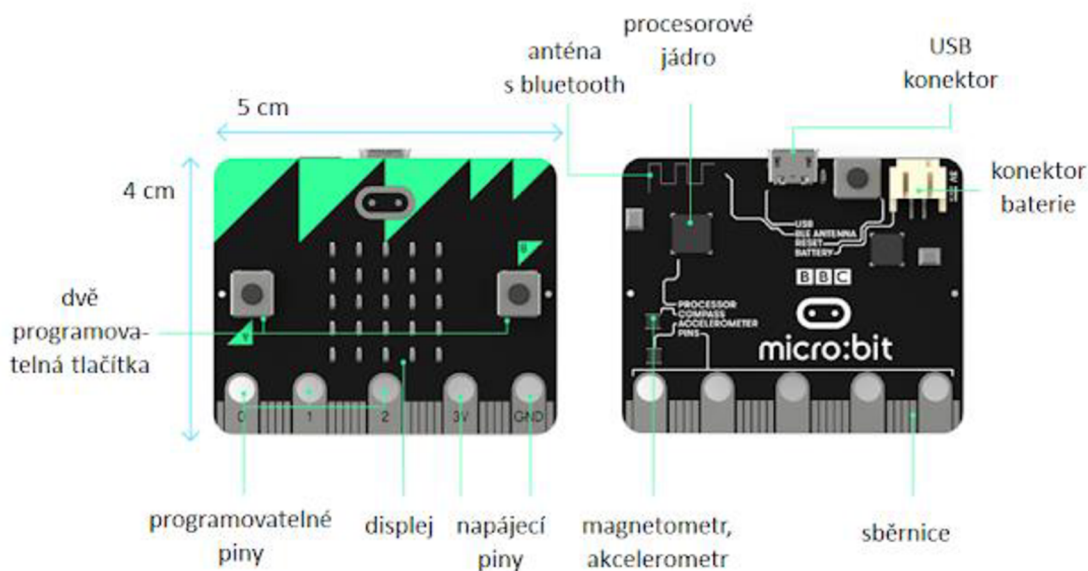 procesorové
jádro
anténa
s bluetooth
USB
konektor
5 cm
4 cm
konektor
baterie
B
USB
BLE ANTENNA
RESET
BATTERY
BBC
dvě
programova-
telná tlačítka
A
PROCESSOR
COMPASS
ACCELEROMETER
PINS
micro:bit
0
1
2
3V
GND
programovatelné
piny
displej
napájecí
piny
magnetometr,
akcelerometr
sběrnice